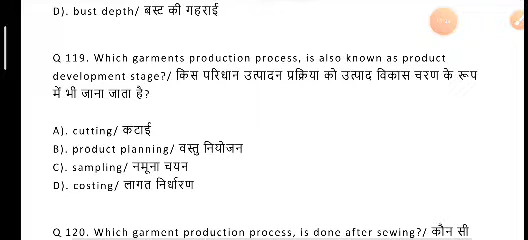 D). bust depth/ बस्ट की गहराई
Q 119. Which garments production process, is also known as product
development stage?/ किस परिधान उत्पादन प्रक्रिया को उत्पाद विकास चरण के रूप
में भी जाना जाता है?
A). cutting/ कटाई
B). product planning/ वस्तु नियोजन
C). sampling/ नमूना चयन
D). costing/ लागत निर्धारण
Q 120. Which garment production process, is done after sewing?/ कौन सी